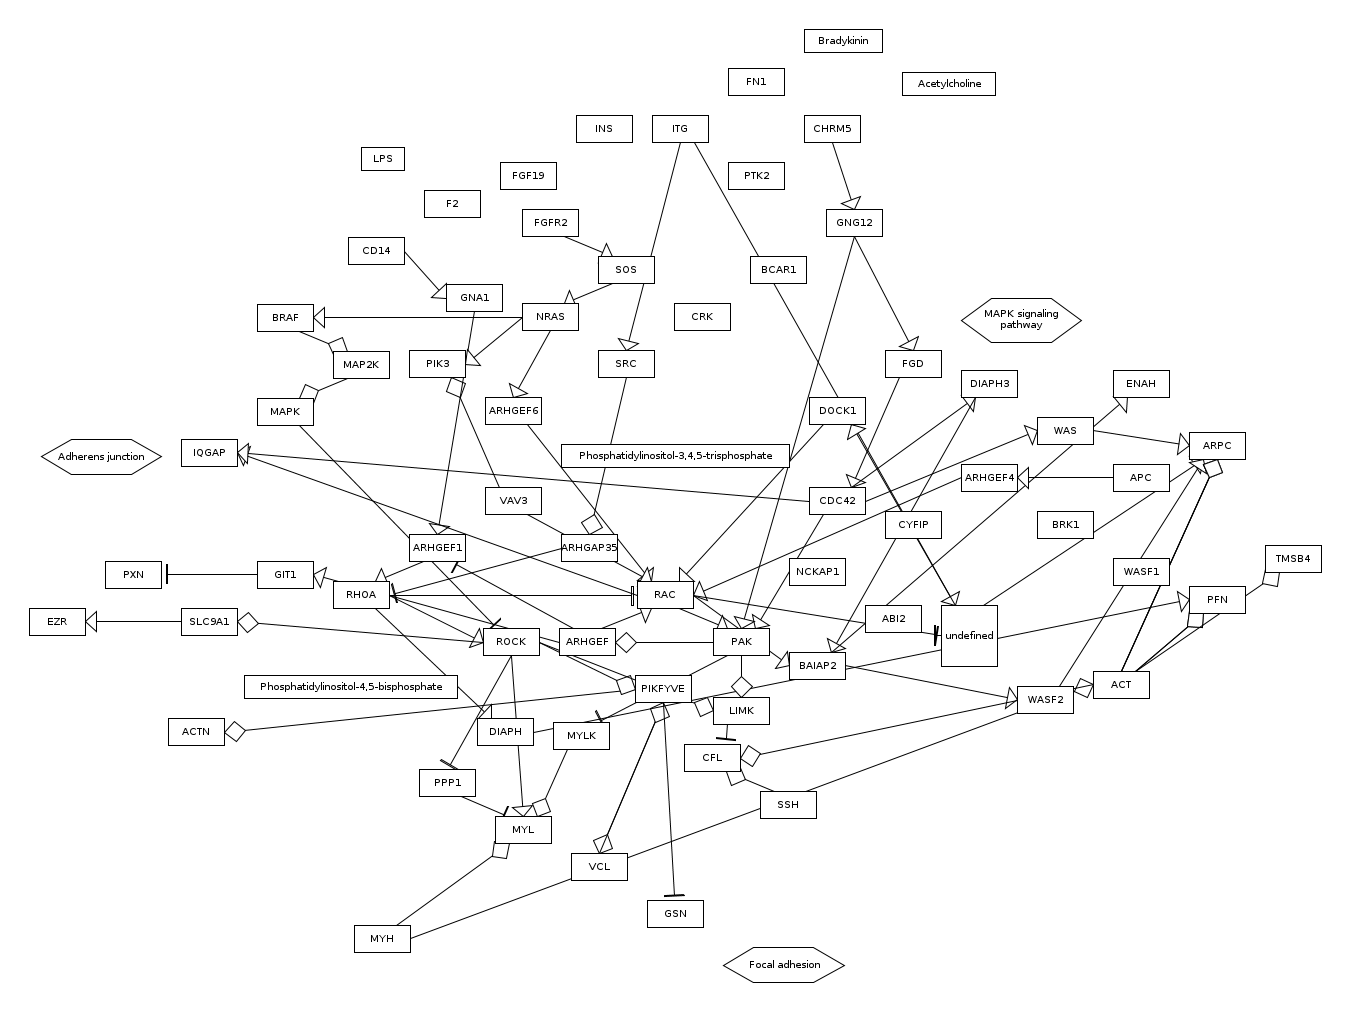 Bradykinin
FN1
Acetylcholine
INS
ITG
CHRM5
LPS
FGF19
PTK2
F2
FGFR2
GNG12
CD14
SOS
BCAR1
GNA1
BRAF
NRAS
CRK
MAPK signaling
pathway
MAP2K
PIK3
SRC
FGD
DIAPH3
ENAH
MAPK
ARHGEF6
DOCK1
WAS
ARPC
IQGAP
Adherens junction
Phosphatidylinositol-3,4,5-trisphosphate
ARHGEF4
APC
VAV3
CDC42
CYFIP
BRK1
ARHGEF1
ARHGAP35
TMSB4
PXN
GIT1
NCKAP1
WASF1
RHOA
RAC
PFN
EZR
SLC9A1
ABI2
undefined
ROCK
ARHGEF
PAK
BAIAP2
Phosphatidylinositol-4,5-bisphosphate
PIKFYVE
ACT
WASF2
LIMK
ACTN
DIAPH
MYLK
CFL
PPP1
SSH
MYL
VCL
GSN
MYH
Focal adhesion